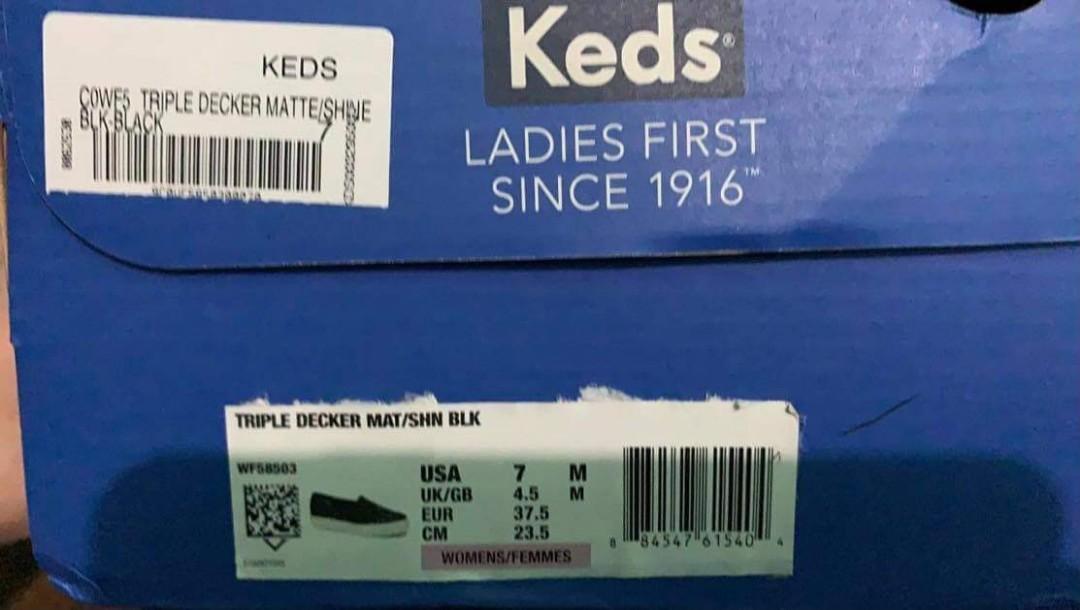 KEDS
COWF5 TRIPLE DECKER MATTE/SHINE
BLK-BLACK
7
Keds®
LADIES FIRST
SINCE 1916™
TRIPLE DECKER MAT/SHN BLK
WF58503
USA 7 M
UK/GB 4.5 M
EUR 37.5
CM 23.5
WOMENS/FEMMES
8 84547 61540 4